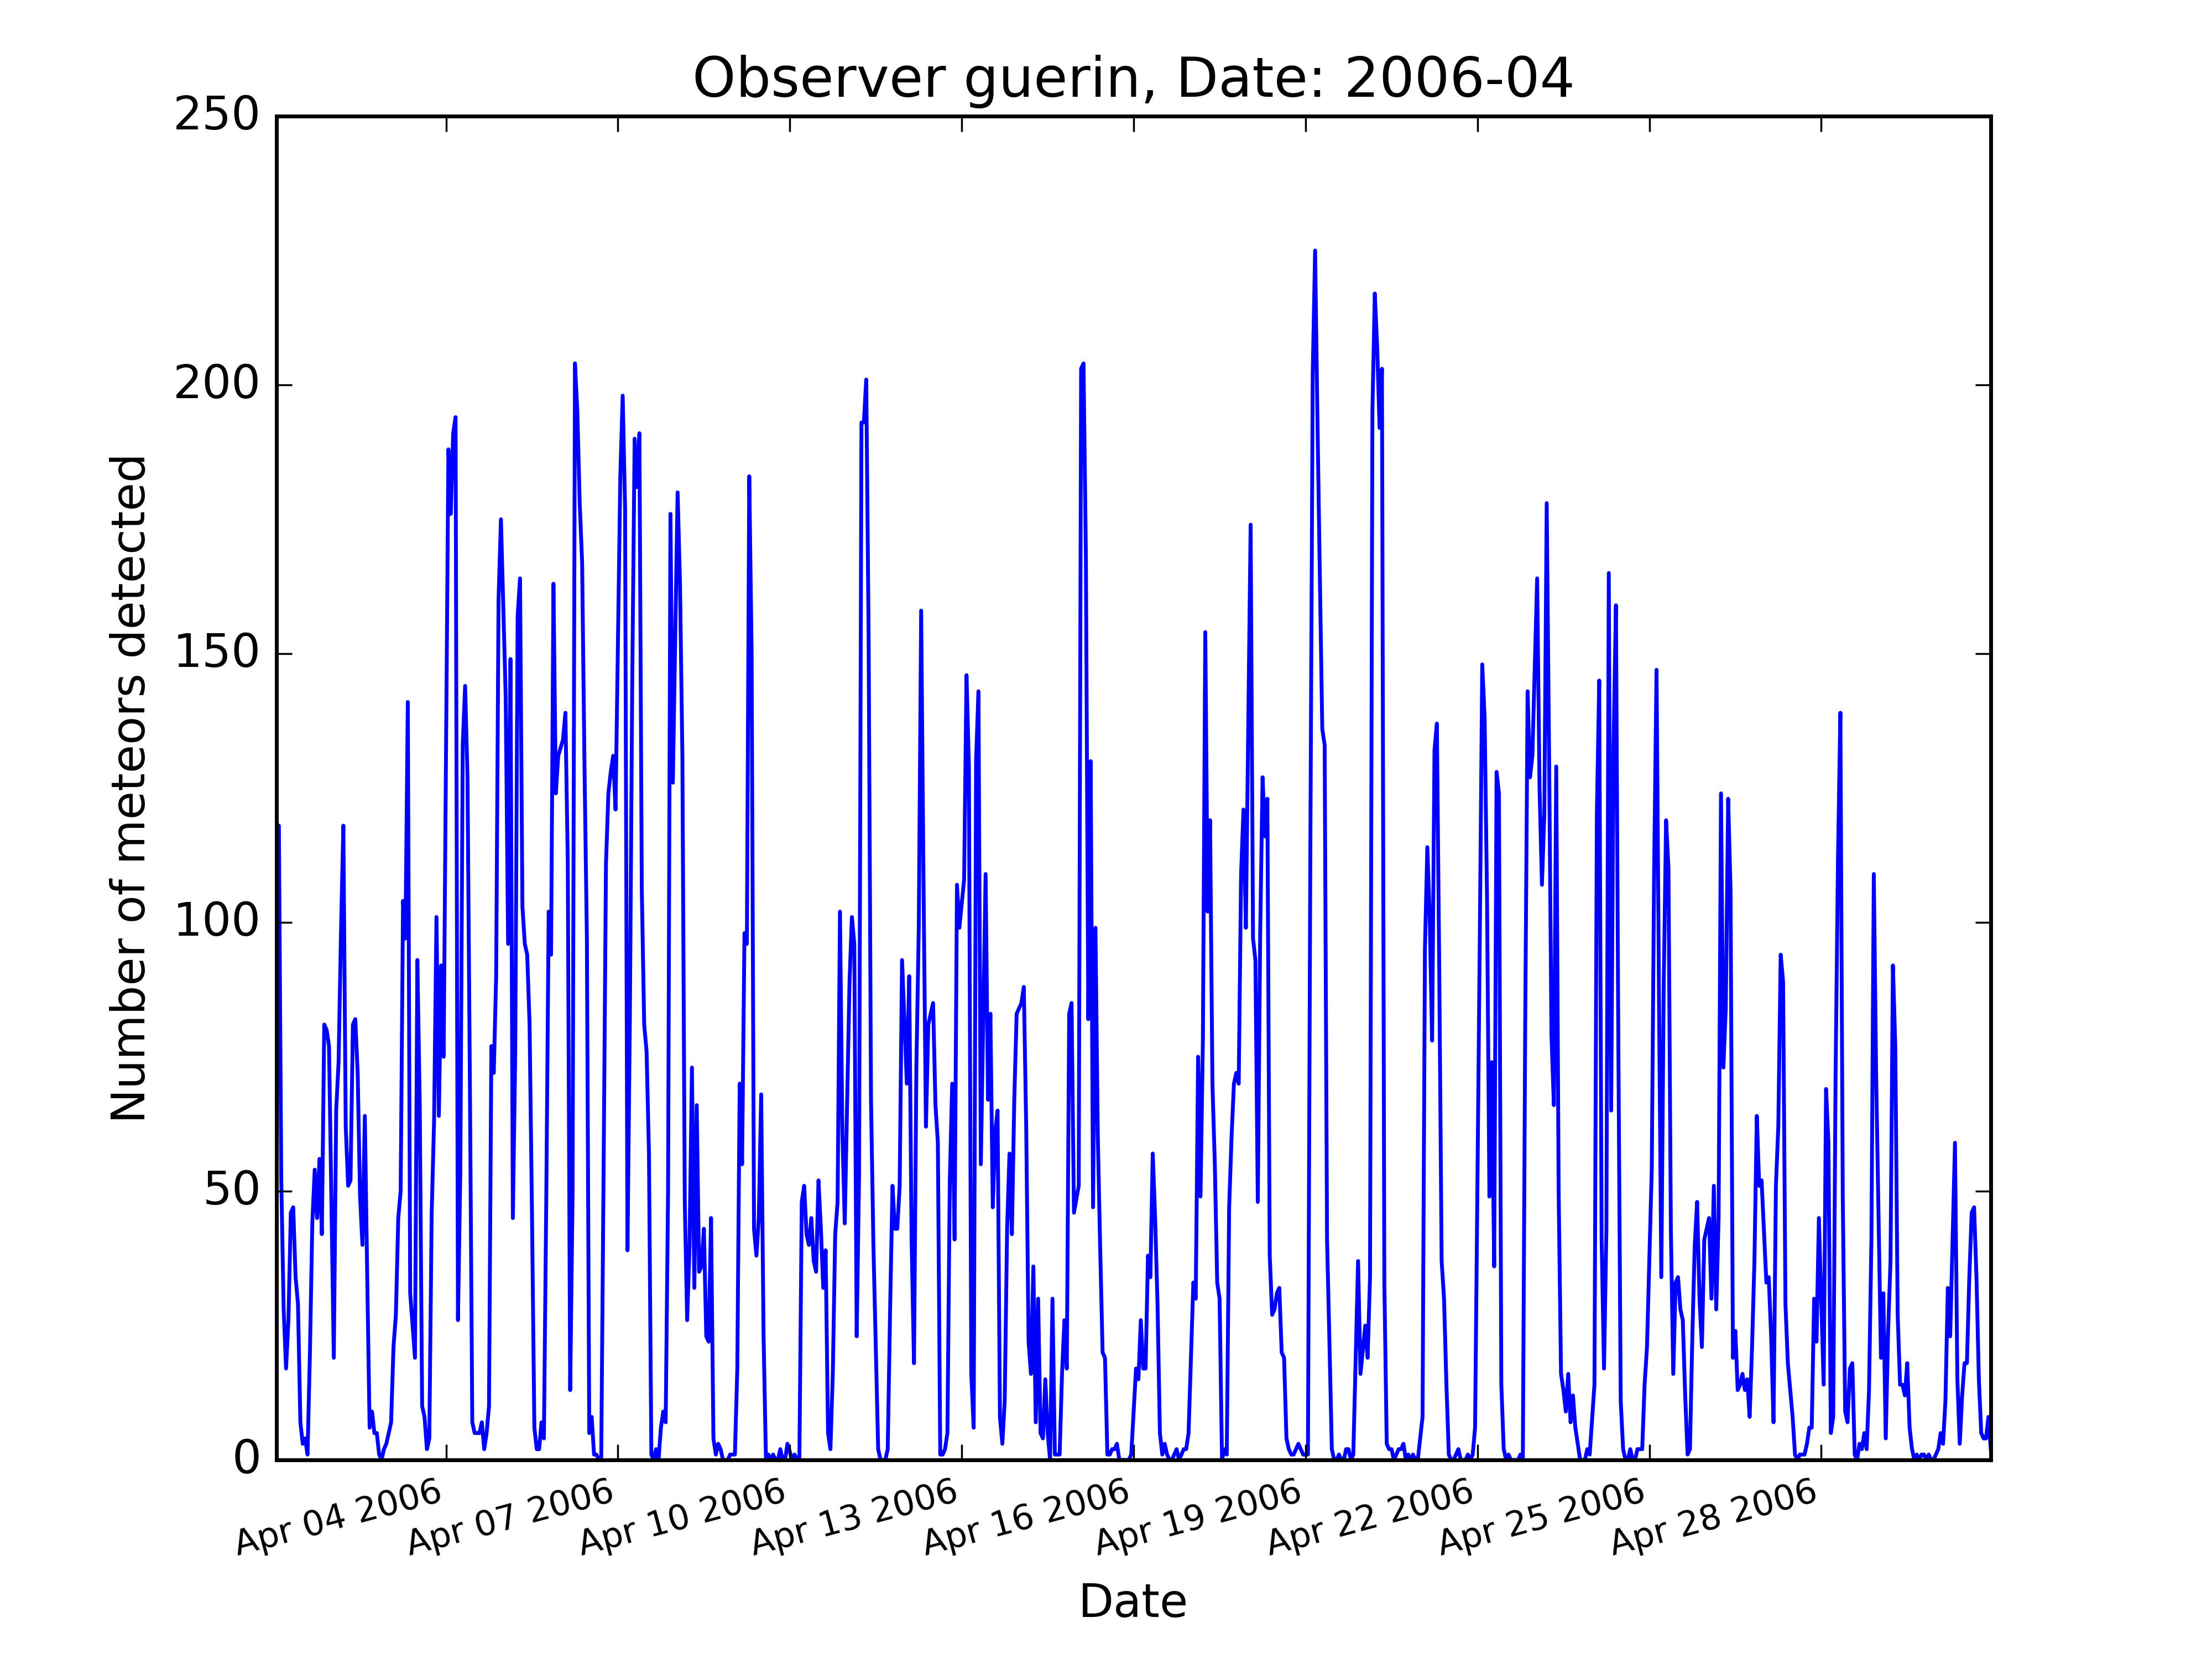 Observer guerin, Date: 2006-04
250
200
150
100
50
0
Number of meteors detected
Apr 04 2006
Apr 07 2006
Apr 10 2006
Apr 13 2006
Apr 16 2006
Apr 19 2006
Apr 22 2006
Apr 25 2006
Apr 28 2006
Date